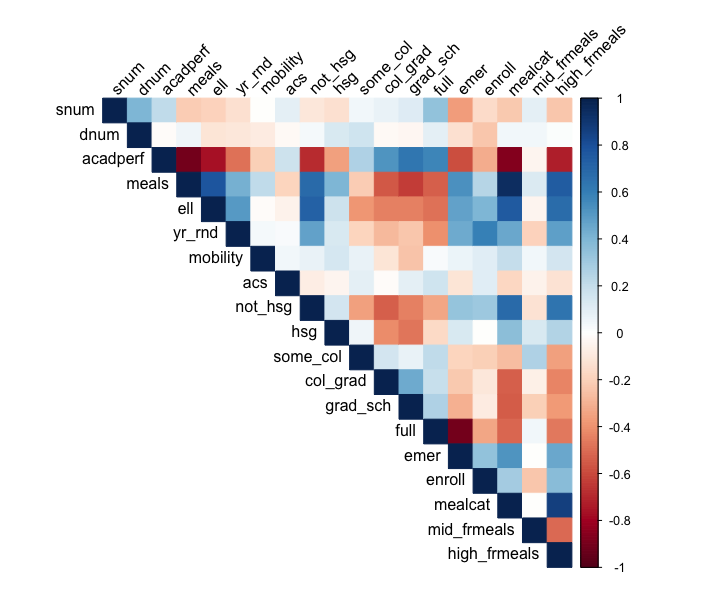 snum
dnum
acadperf
meals
ell
yr_rnd
mobility
acs
not_hsg
hsg
some_col
col_grad
grad_sch
full
emer
enroll
mealcat
mid_frmeals
high_frmeals
snum
dnum
acadperf
meals
ell
yr_rnd
mobility
acs
not_hsg
hsg
some_col
col_grad
grad_sch
full
emer
enroll
mealcat
mid_frmeals
high_frmeals
1
0.8
0.6
0.4
0.2
0
-0.2
-0.4
-0.6
-0.8
-1